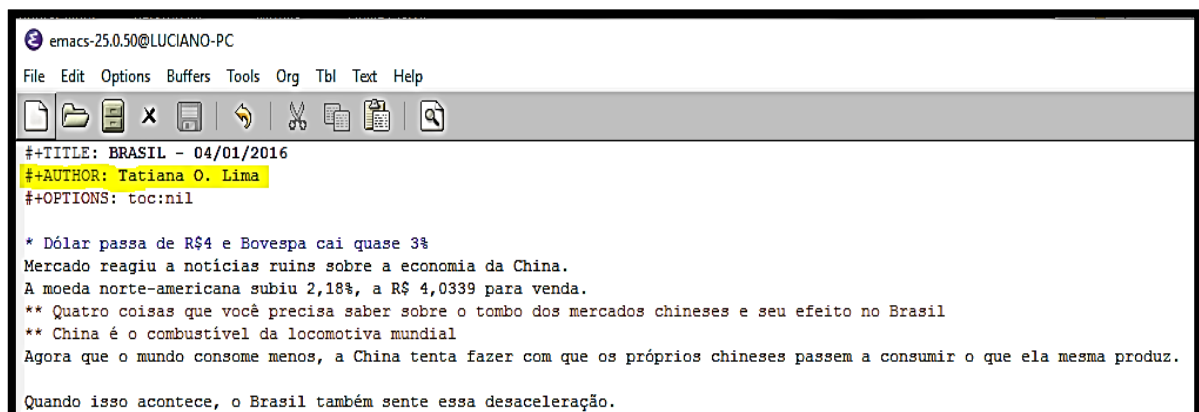 emacs-25.0.50@LUCIANO-PC
File Edit Options Buffers Tools Org Tbl Text Help
#+TITLE: BRASIL - 04/01/2016
#+AUTHOR: Tatiana O. Lima
#+OPTIONS: toc:nil
* Dólar passa de R$4 e Bovespa cai quase 3%
Mercado reagiu a notícias ruins sobre a economia da China.
A moeda norte-americana subiu 2,18%, a R$ 4,0339 para venda.
** Quatro coisas que você precisa saber sobre o tombo dos mercados chineses e seu efeito no Brasil
** China é o combustível da locomotiva mundial
Agora que o mundo consome menos, a China tenta fazer com que os próprios chineses passem a consumir o que ela mesma produz.
Quando isso acontece, o Brasil também sente essa desaceleração.